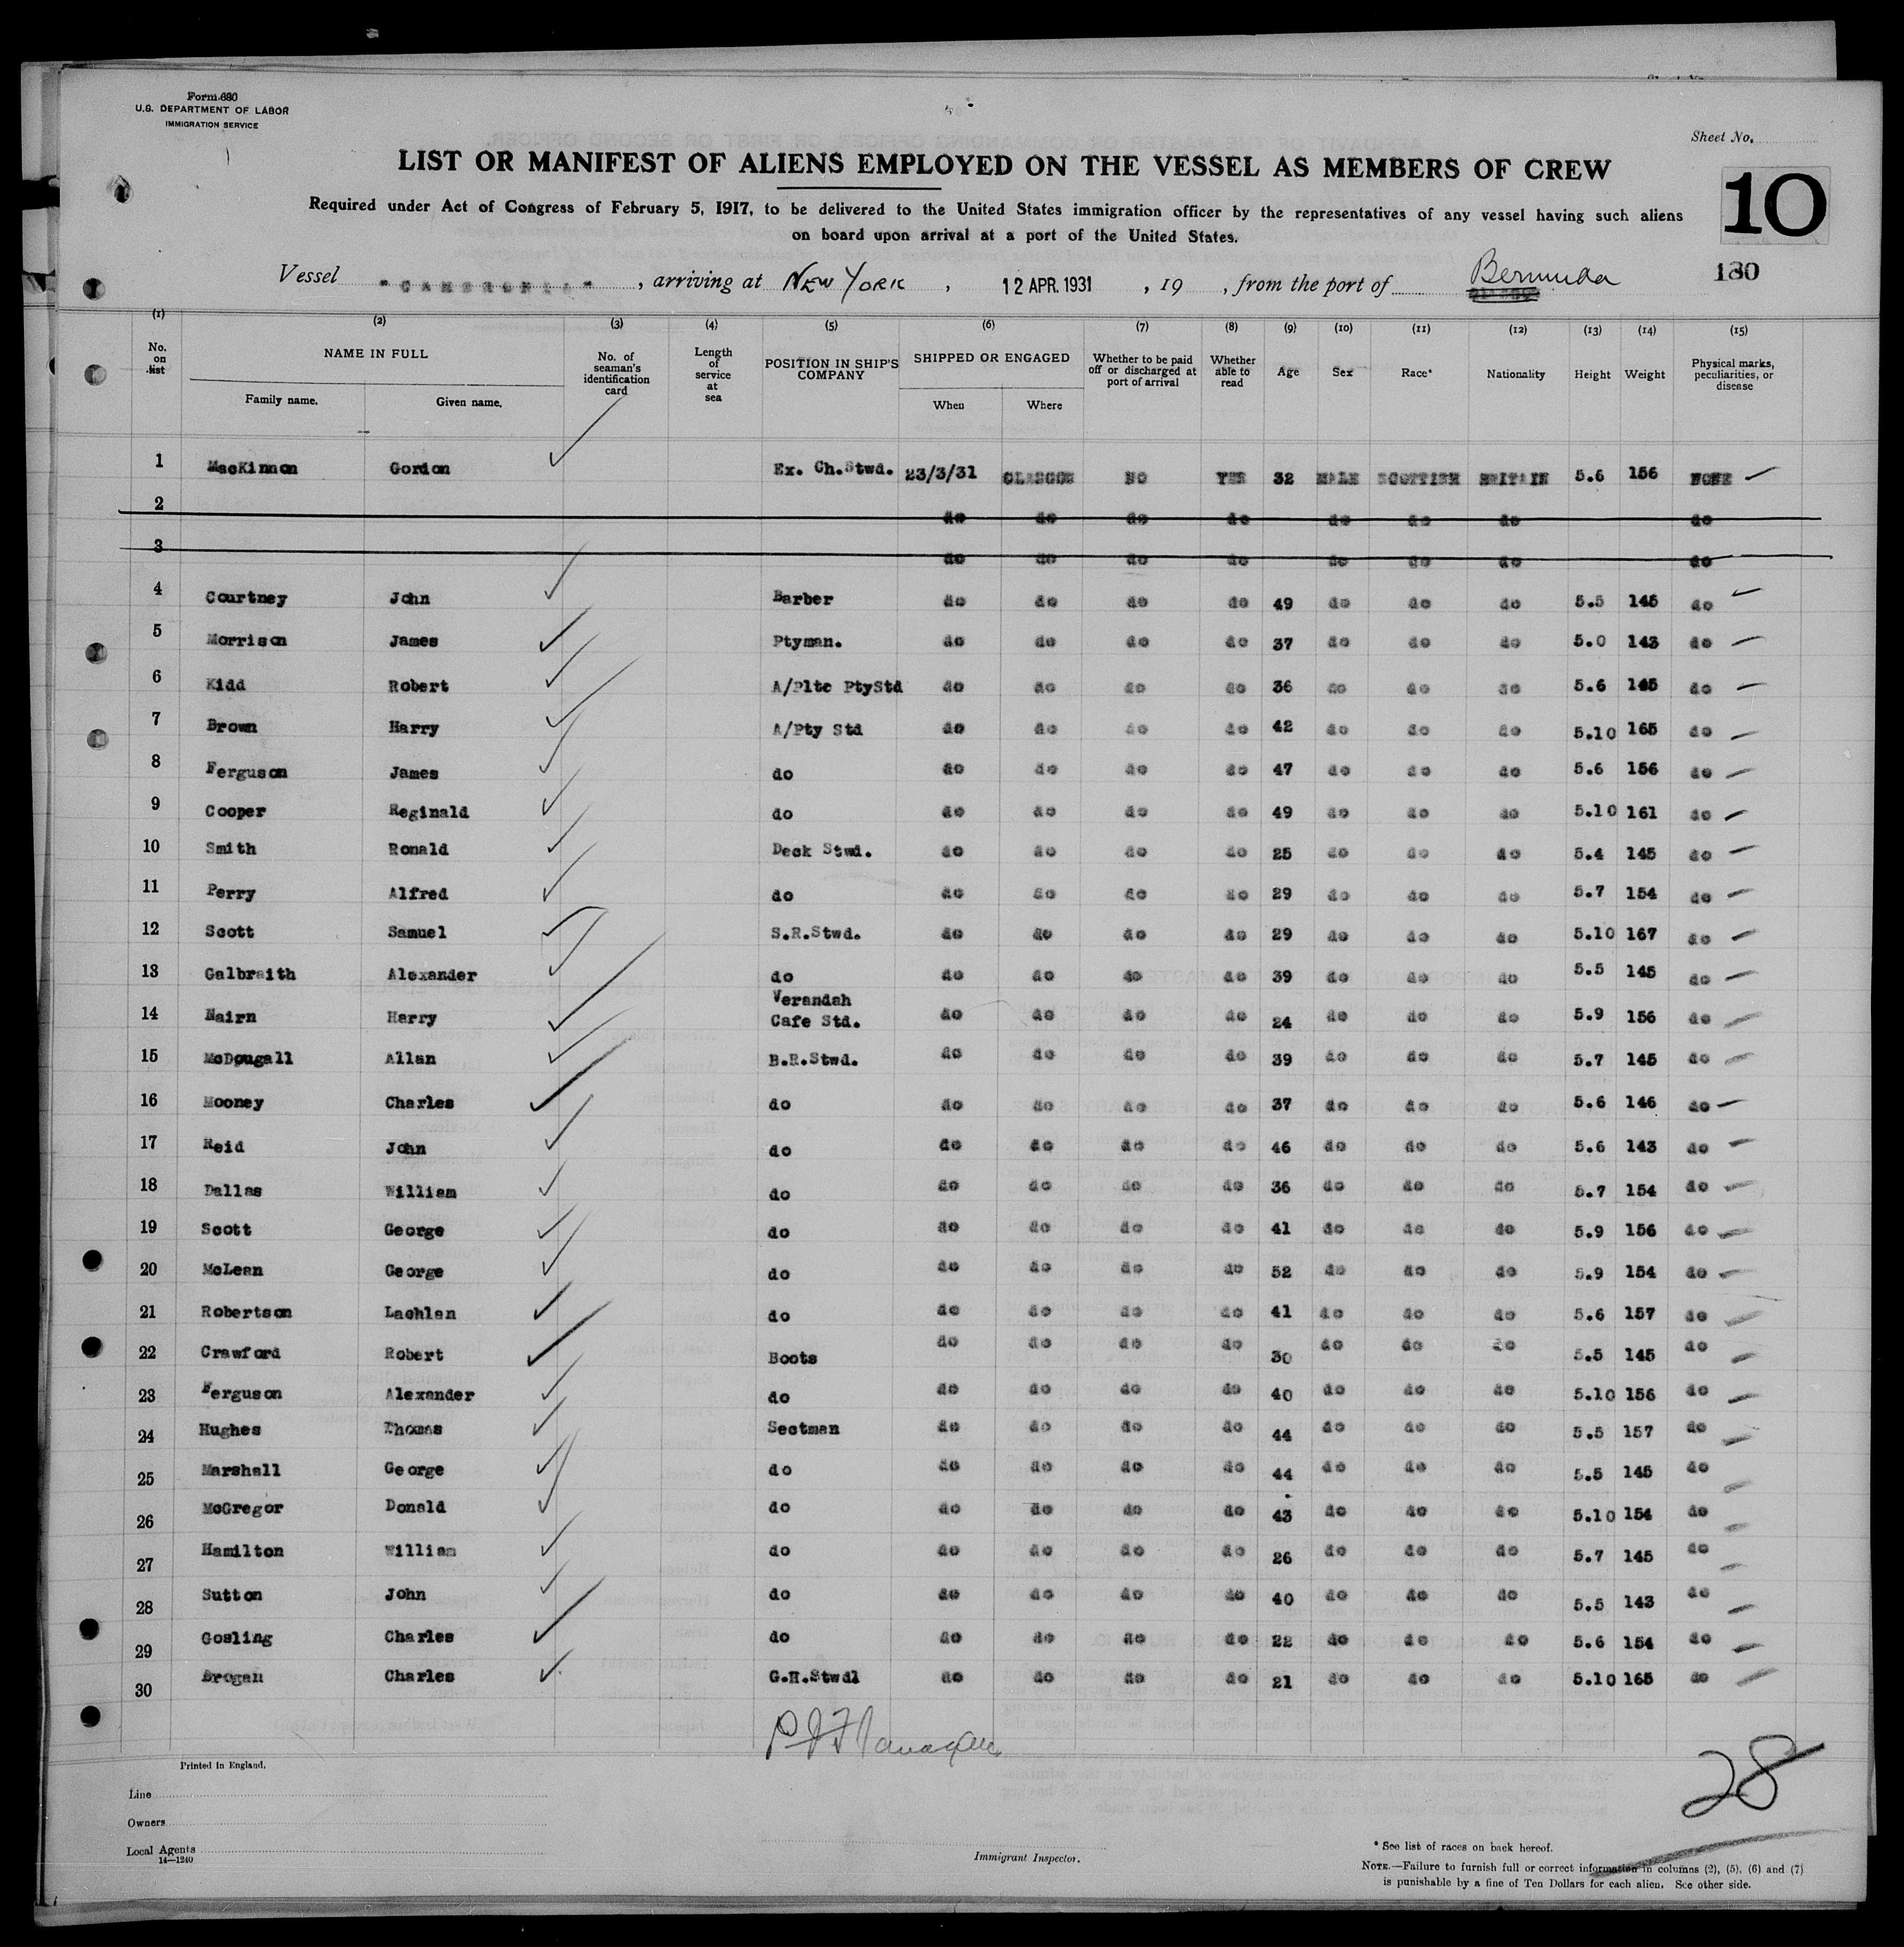 Form 680
U.S. DEPARTMENT OF LABOR
IMMIGRATION SERVICE
Sheet No.
LIST OR MANIFEST OF ALIENS EMPLOYED ON THE VESSEL AS MEMBERS OF CREW
10
Required under Act of Congress of February 5, 1917, to be delivered to the United States immigration officer by the representatives of any vessel having such aliens
on board upon arrival at a port of the United States.
Vessel "CAMERONIA", arriving at NEW YORK, 12 APR. 1931, 19 , from the port of Bermuda
180
(1) (2) (3) (4) (5) (6) (7) (8) (9) (10) (11) (12) (13) (14) (15)
No. on list NAME IN FULL Family name. Given name. No. of seaman's identification card Length of service at sea POSITION IN SHIP'S COMPANY SHIPPED OR ENGAGED When Where Whether to be paid off or discharged at port of arrival Whether able to read Age Sex Race* Nationality Height Weight Physical marks, peculiarities, or disease
1 MacKinnon Gordon Ex. Ch.Stwd. 23/3/31 GLASGOW NO YES 32 MALE SCOTTISH BRITAIN 5.6 156 NONE
2 do do do do do do do do
3 do do do do do do do do
4 Courtney John Barber do do do do 49 do do do 5.5 145 do
5 Morrison James Ptyman. do do do do 37 do do do 5.0 143 do
6 Kidd Robert A/Pltc PtyStd do do do do 36 do do do 5.6 145 do
7 Brown Harry A/Pty Std do do do do 42 do do do 5.10 165 do
8 Ferguson James do do do do do 47 do do do 5.6 156 do
9 Cooper Reginald do do do do do 49 do do do 5.10 161 do
10 Smith Ronald Deck Stwd. do do do do 25 do do do 5.4 145 do
11 Perry Alfred do do do do do 29 do do do 5.7 154 do
12 Scott Samuel S.R.Stwd. do do do do 29 do do do 5.10 167 do
13 Galbraith Alexander do do do do do 39 do do do 5.5 145 do
14 Nairn Harry Verandah Cafe Std. do do do do 24 do do do 5.9 156 do
15 McDougall Allan B.R.Stwd. do do do do 39 do do do 5.7 145 do
16 Mooney Charles do do do do do 37 do do do 5.6 146 do
17 Reid John do do do do do 46 do do do 5.6 143 do
18 Dallas William do do do do do 36 do do do 5.7 154 do
19 Scott George do do do do do 41 do do do 5.9 156 do
20 McLean George do do do do do 52 do do do 5.9 154 do
21 Robertson Lachlan do do do do do 41 do do do 5.6 157 do
22 Crawford Robert Boots do do do do 30 do do do 5.5 145 do
23 Ferguson Alexander do do do do do 40 do do do 5.10 156 do
24 Hughes Thomas Sectman do do do do 44 do do do 5.5 157 do
25 Marshall George do do do do do 44 do do do 5.5 145 do
26 McGregor Donald do do do do do 43 do do do 5.10 154 do
27 Hamilton William do do do do do 26 do do do 5.7 145 do
28 Sutton John do do do do do 40 do do do 5.5 143 do
29 Gosling Charles do do do do do 22 do do do 5.6 154 do
30 Brogan Charles G.H.Stwdl do do do do 21 do do do 5.10 165 do
28
Printed in England.
Line
Owners
Local Agents
14—1240
Immigrant Inspector.
* See list of races on back hereof.
NOTE.—Failure to furnish full or correct information in columns (2), (5), (6) and (7)
is punishable by a fine of Ten Dollars for each alien. See other side.